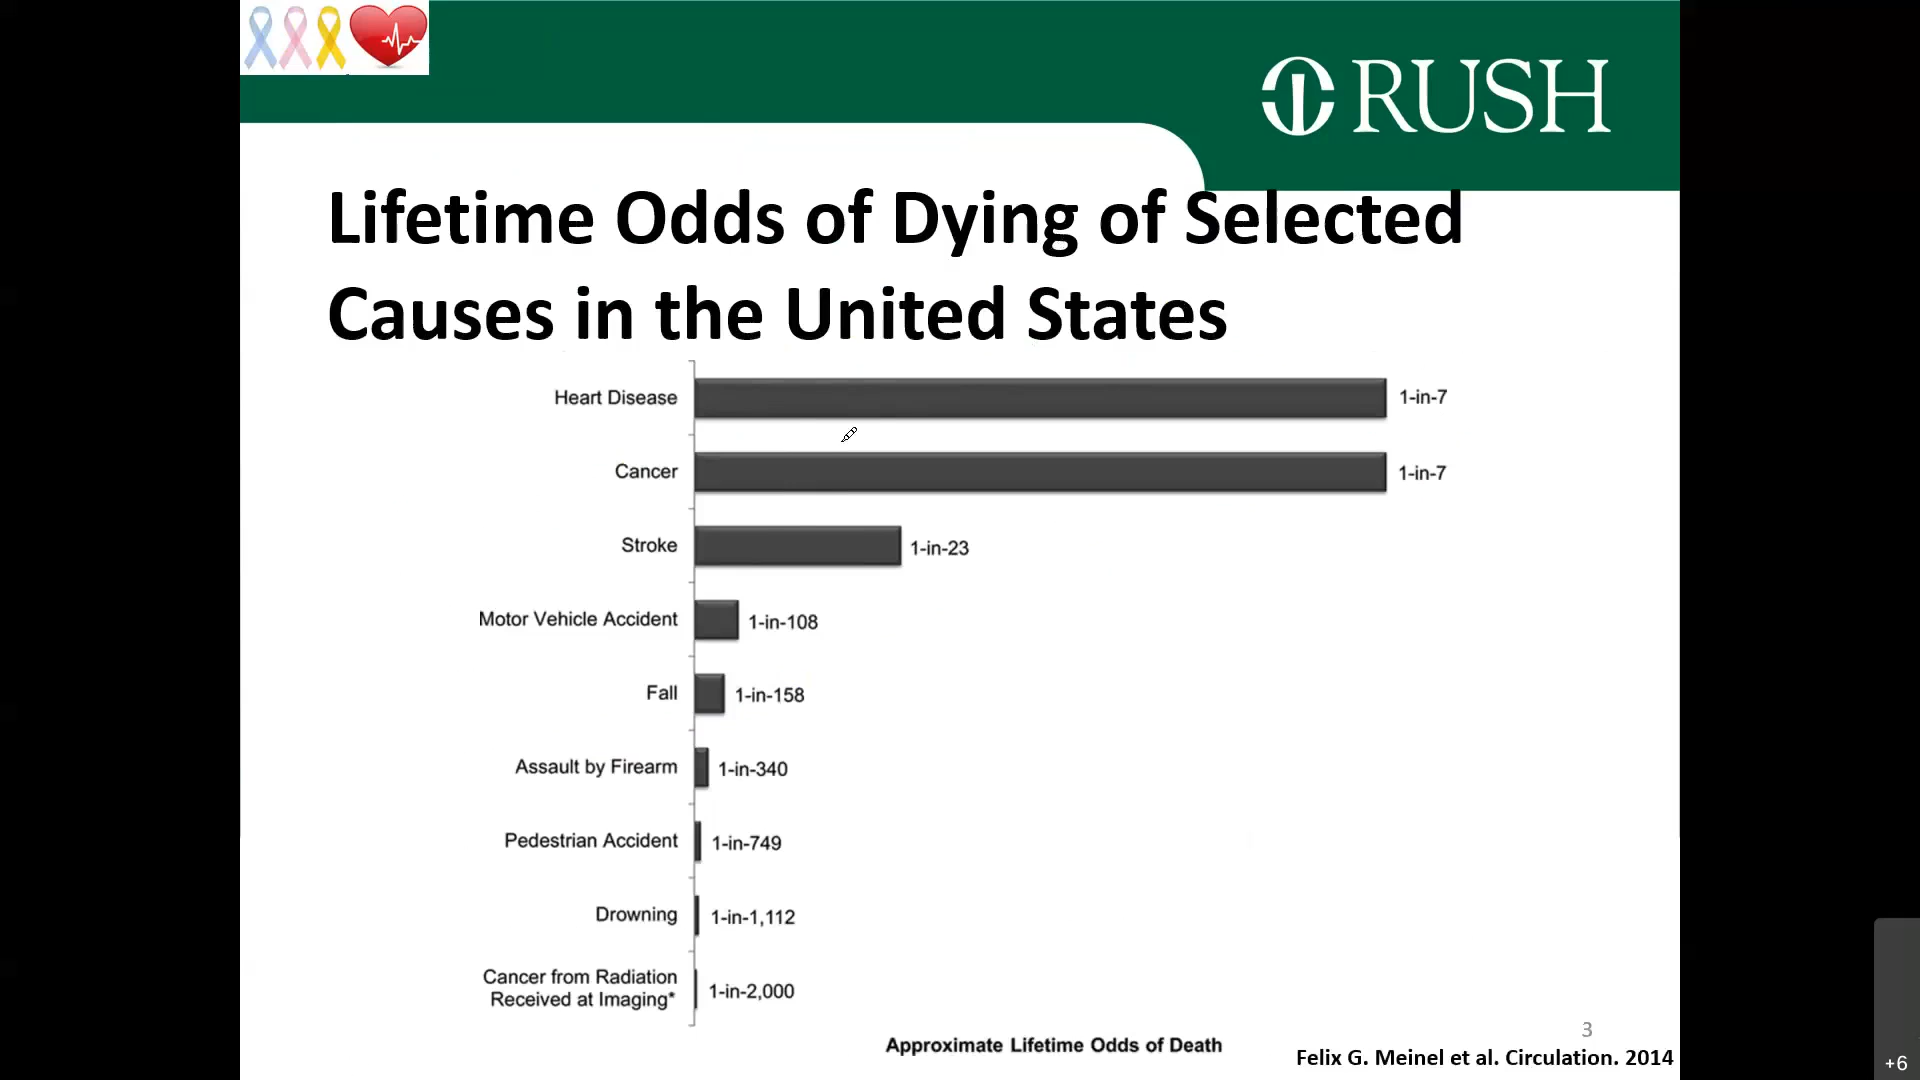 RUSH
Lifetime Odds of Dying of Selected
Causes in the United States
Heart Disease 1-in-7
Cancer 1-in-7
Stroke 1-in-23
Motor Vehicle Accident 1-in-108
Fall 1-in-158
Assault by Firearm 1-in-340
Pedestrian Accident 1-in-749
Drowning 1-in-1,112
Cancer from Radiation
Received at Imaging* 1-in-2,000
Approximate Lifetime Odds of Death
3
Felix G. Meinel et al. Circulation. 2014
+6